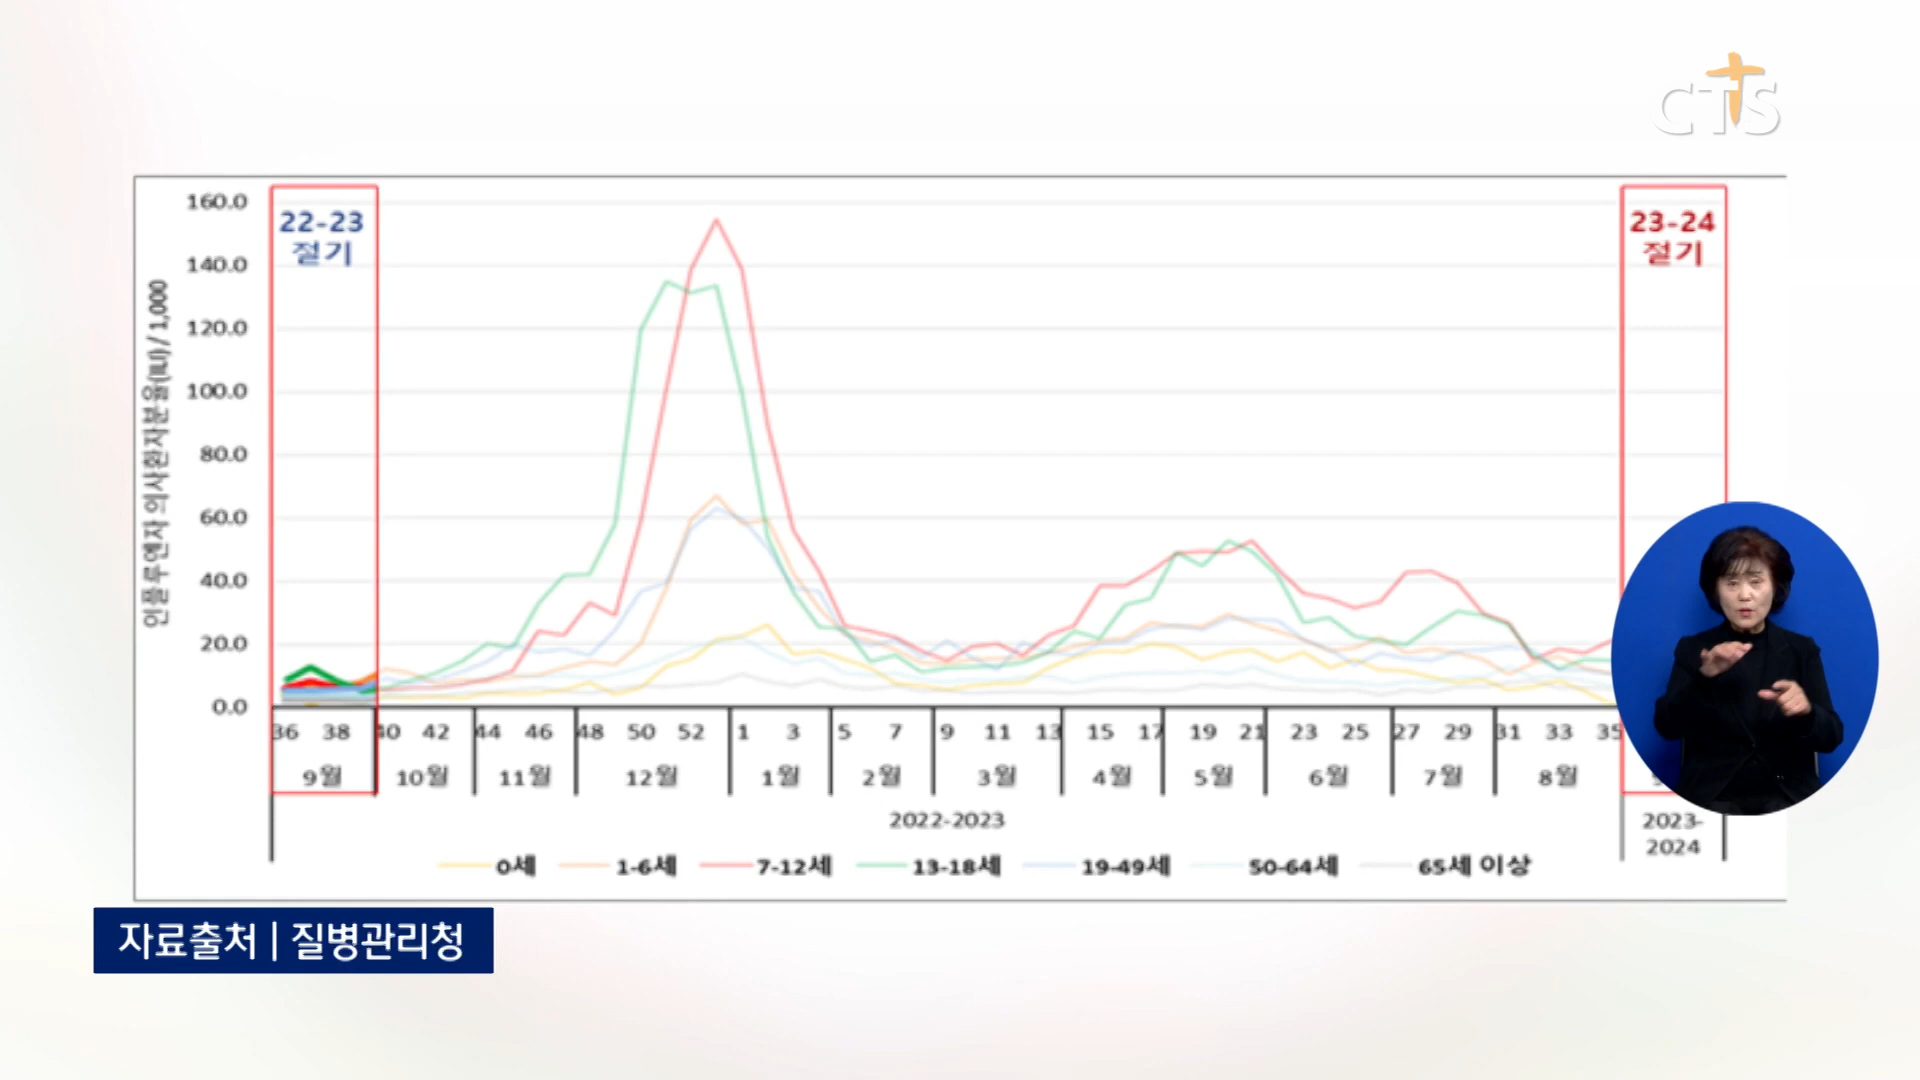 CTS
160.0
140.0
120.0
100.0
80.0
60.0
40.0
20.0
0.0
인플루엔자 의사환자분율(ILI) / 1,000
22-23
절기
23-24
절기
36 38 40 42 44 46 48 50 52 1 3 5 7 9 11 13 15 17 19 21 23 25 27 29 31 33 35
9월 10월 11월 12월 1월 2월 3월 4월 5월 6월 7월 8월
2022-2023
2023-
2024
0세 1-6세 7-12세 13-18세 19-49세 50-64세 65세 이상
자료출처 | 질병관리청